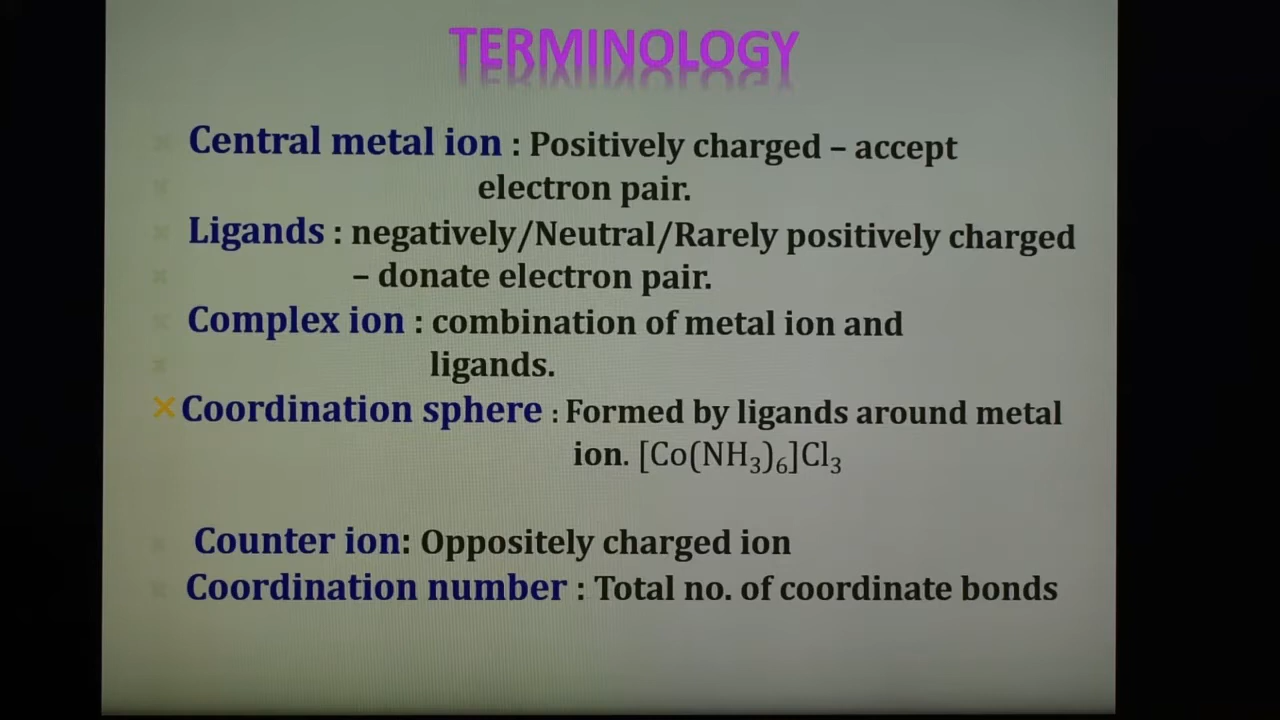 TERMINOLOGY
Central metal ion : Positively charged – accept
electron pair.
Ligands : negatively/Neutral/Rarely positively charged
– donate electron pair.
Complex ion : combination of metal ion and
ligands.
Coordination sphere : Formed by ligands around metal
ion. [Co(NH₃)₆]Cl₃
Counter ion: Oppositely charged ion
Coordination number : Total no. of coordinate bonds